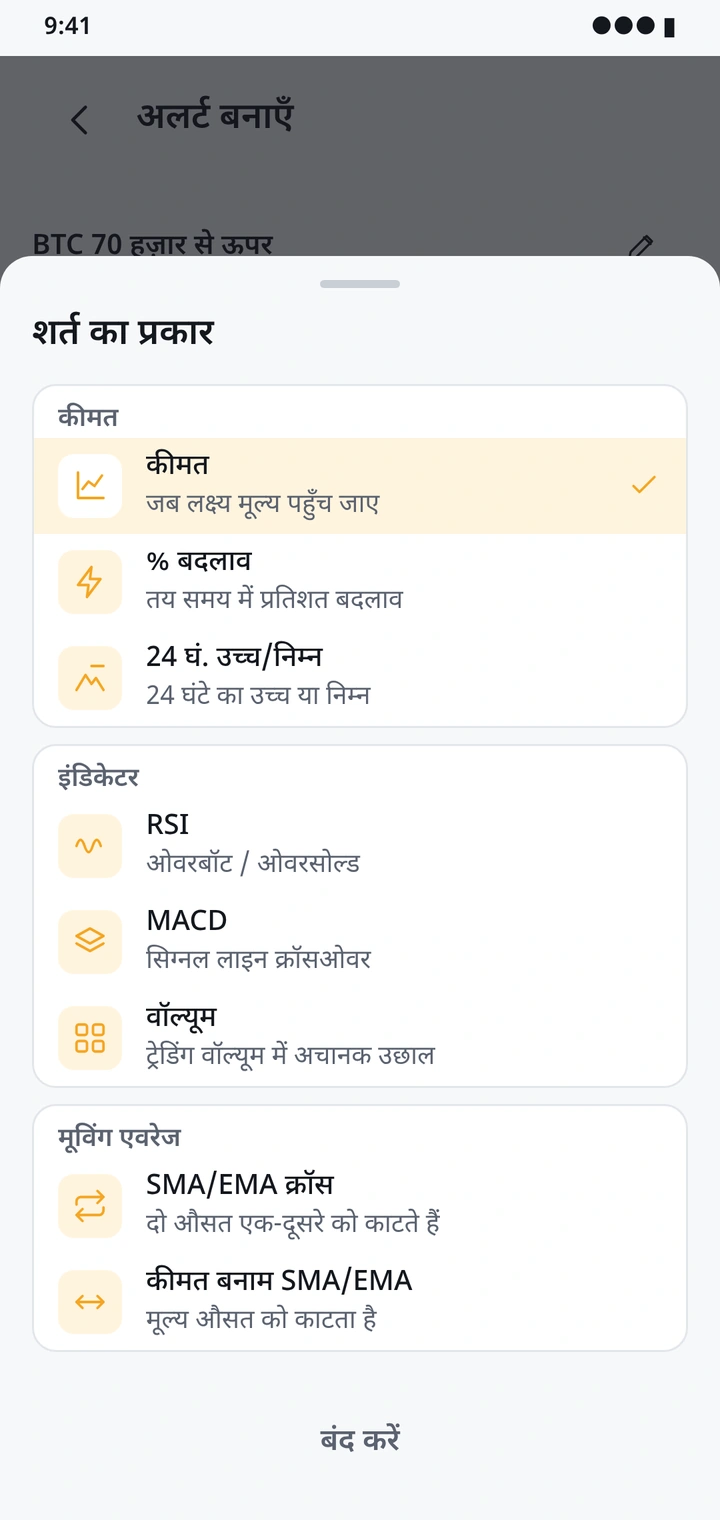 9:41
अलर्ट बनाएँ
BTC 70 हज़ार से ऊपर
शर्त का प्रकार
कीमत
कीमत
जब लक्ष्य मूल्य पहुँच जाए
% बदलाव
तय समय में प्रतिशत बदलाव
24 घं. उच्च/निम्न
24 घंटे का उच्च या निम्न
इंडिकेटर
RSI
ओवरबॉट / ओवरसोल्ड
MACD
सिग्नल लाइन क्रॉसओवर
वॉल्यूम
ट्रेडिंग वॉल्यूम में अचानक उछाल
मूविंग एवरेज
SMA/EMA क्रॉस
दो औसत एक-दूसरे को काटते हैं
कीमत बनाम SMA/EMA
मूल्य औसत को काटता है
बंद करें